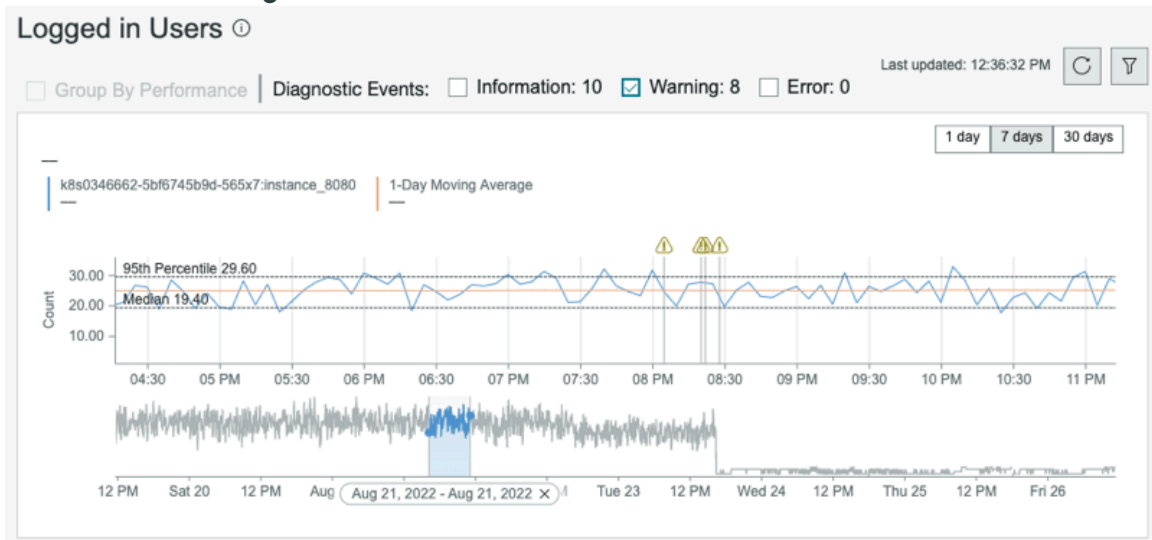 Logged in Users
Last updated: 12:36:32 PM
Group By Performance Diagnostic Events: Information: 10 Warning: 8 Error: 0
1 day 7 days 30 days
k8s0346662-5bf6745b9d-565x7:instance_8080 1-Day Moving Average
30.00 95th Percentile 29.60
20.00 Median 19.40
Count
10.00
04:30 05 PM 05:30 06 PM 06:30 07 PM 07:30 08 PM 08:30 09 PM 09:30 10 PM 10:30 11 PM
12 PM Sat 20 12 PM Aug Aug 21, 2022 - Aug 21, 2022 × Tue 23 12 PM Wed 24 12 PM Thu 25 12 PM Fri 26